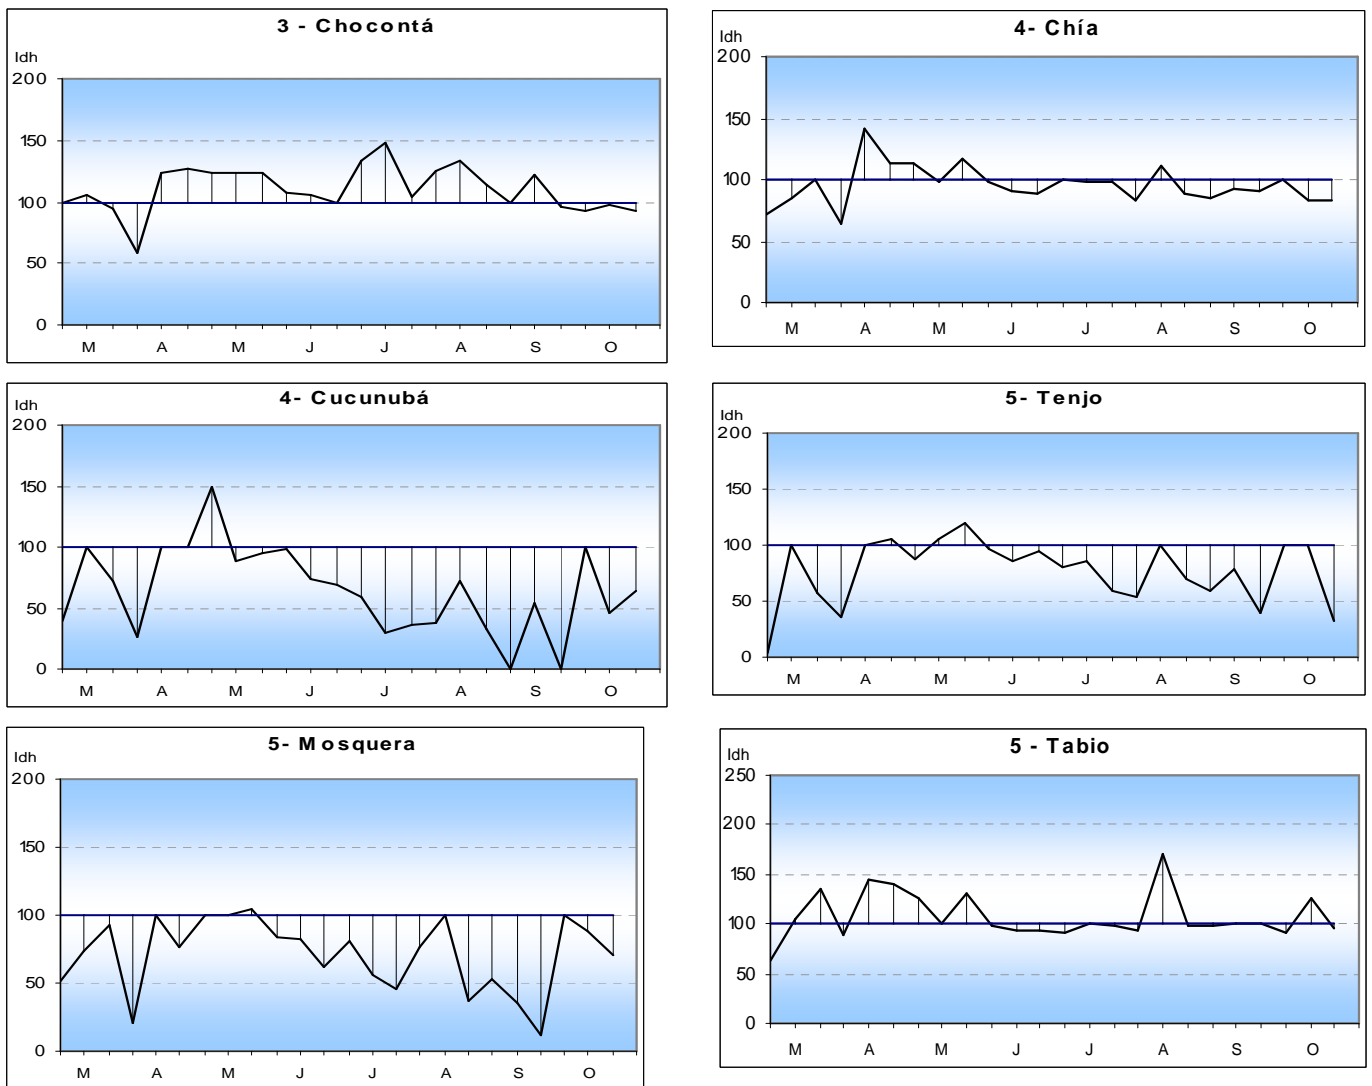 3 - Chocontá
Idh
200
150
100
50
0
M A M J J A S O
4- Chía
Idh
200
150
100
50
0
M A M J J A S O
4- Cucunubá
Idh
200
150
100
50
0
M A M J J A S O
5- Tenjo
Idh
200
150
100
50
0
M A M J J A S O
5- Mosquera
Idh
200
150
100
50
0
M A M J J A S O
5 - Tabio
Idh
250
200
150
100
50
0
M A M J J A S O